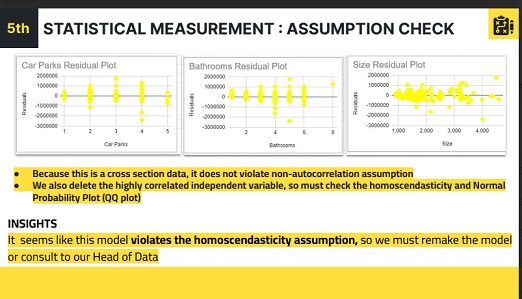 5th
STATISTICAL MEASUREMENT : ASSUMPTION CHECK
Car Parks Residual Plot
2000000
1000000
0
-1000000
-2000000
-3000000
Residuals
1 2 3 4 5
Car Parks
Bathrooms Residual Plot
2000000
1000000
0
-1000000
-2000000
-3000000
Residuals
2 4 6 8
Bathrooms
Size Residual Plot
2000000
1000000
0
-1000000
-2000000
-3000000
Residuals
1,000 2,000 3,000 4,000
Size
● Because this is a cross section data, it does not violate non-autocorrelation assumption
● We also delete the highly correlated independent variable, so must check the homoscendasticity and Normal
Probability Plot (QQ plot)
INSIGHTS
It seems like this model violates the homoscendasticity assumption, so we must remake the model
or consult to our Head of Data